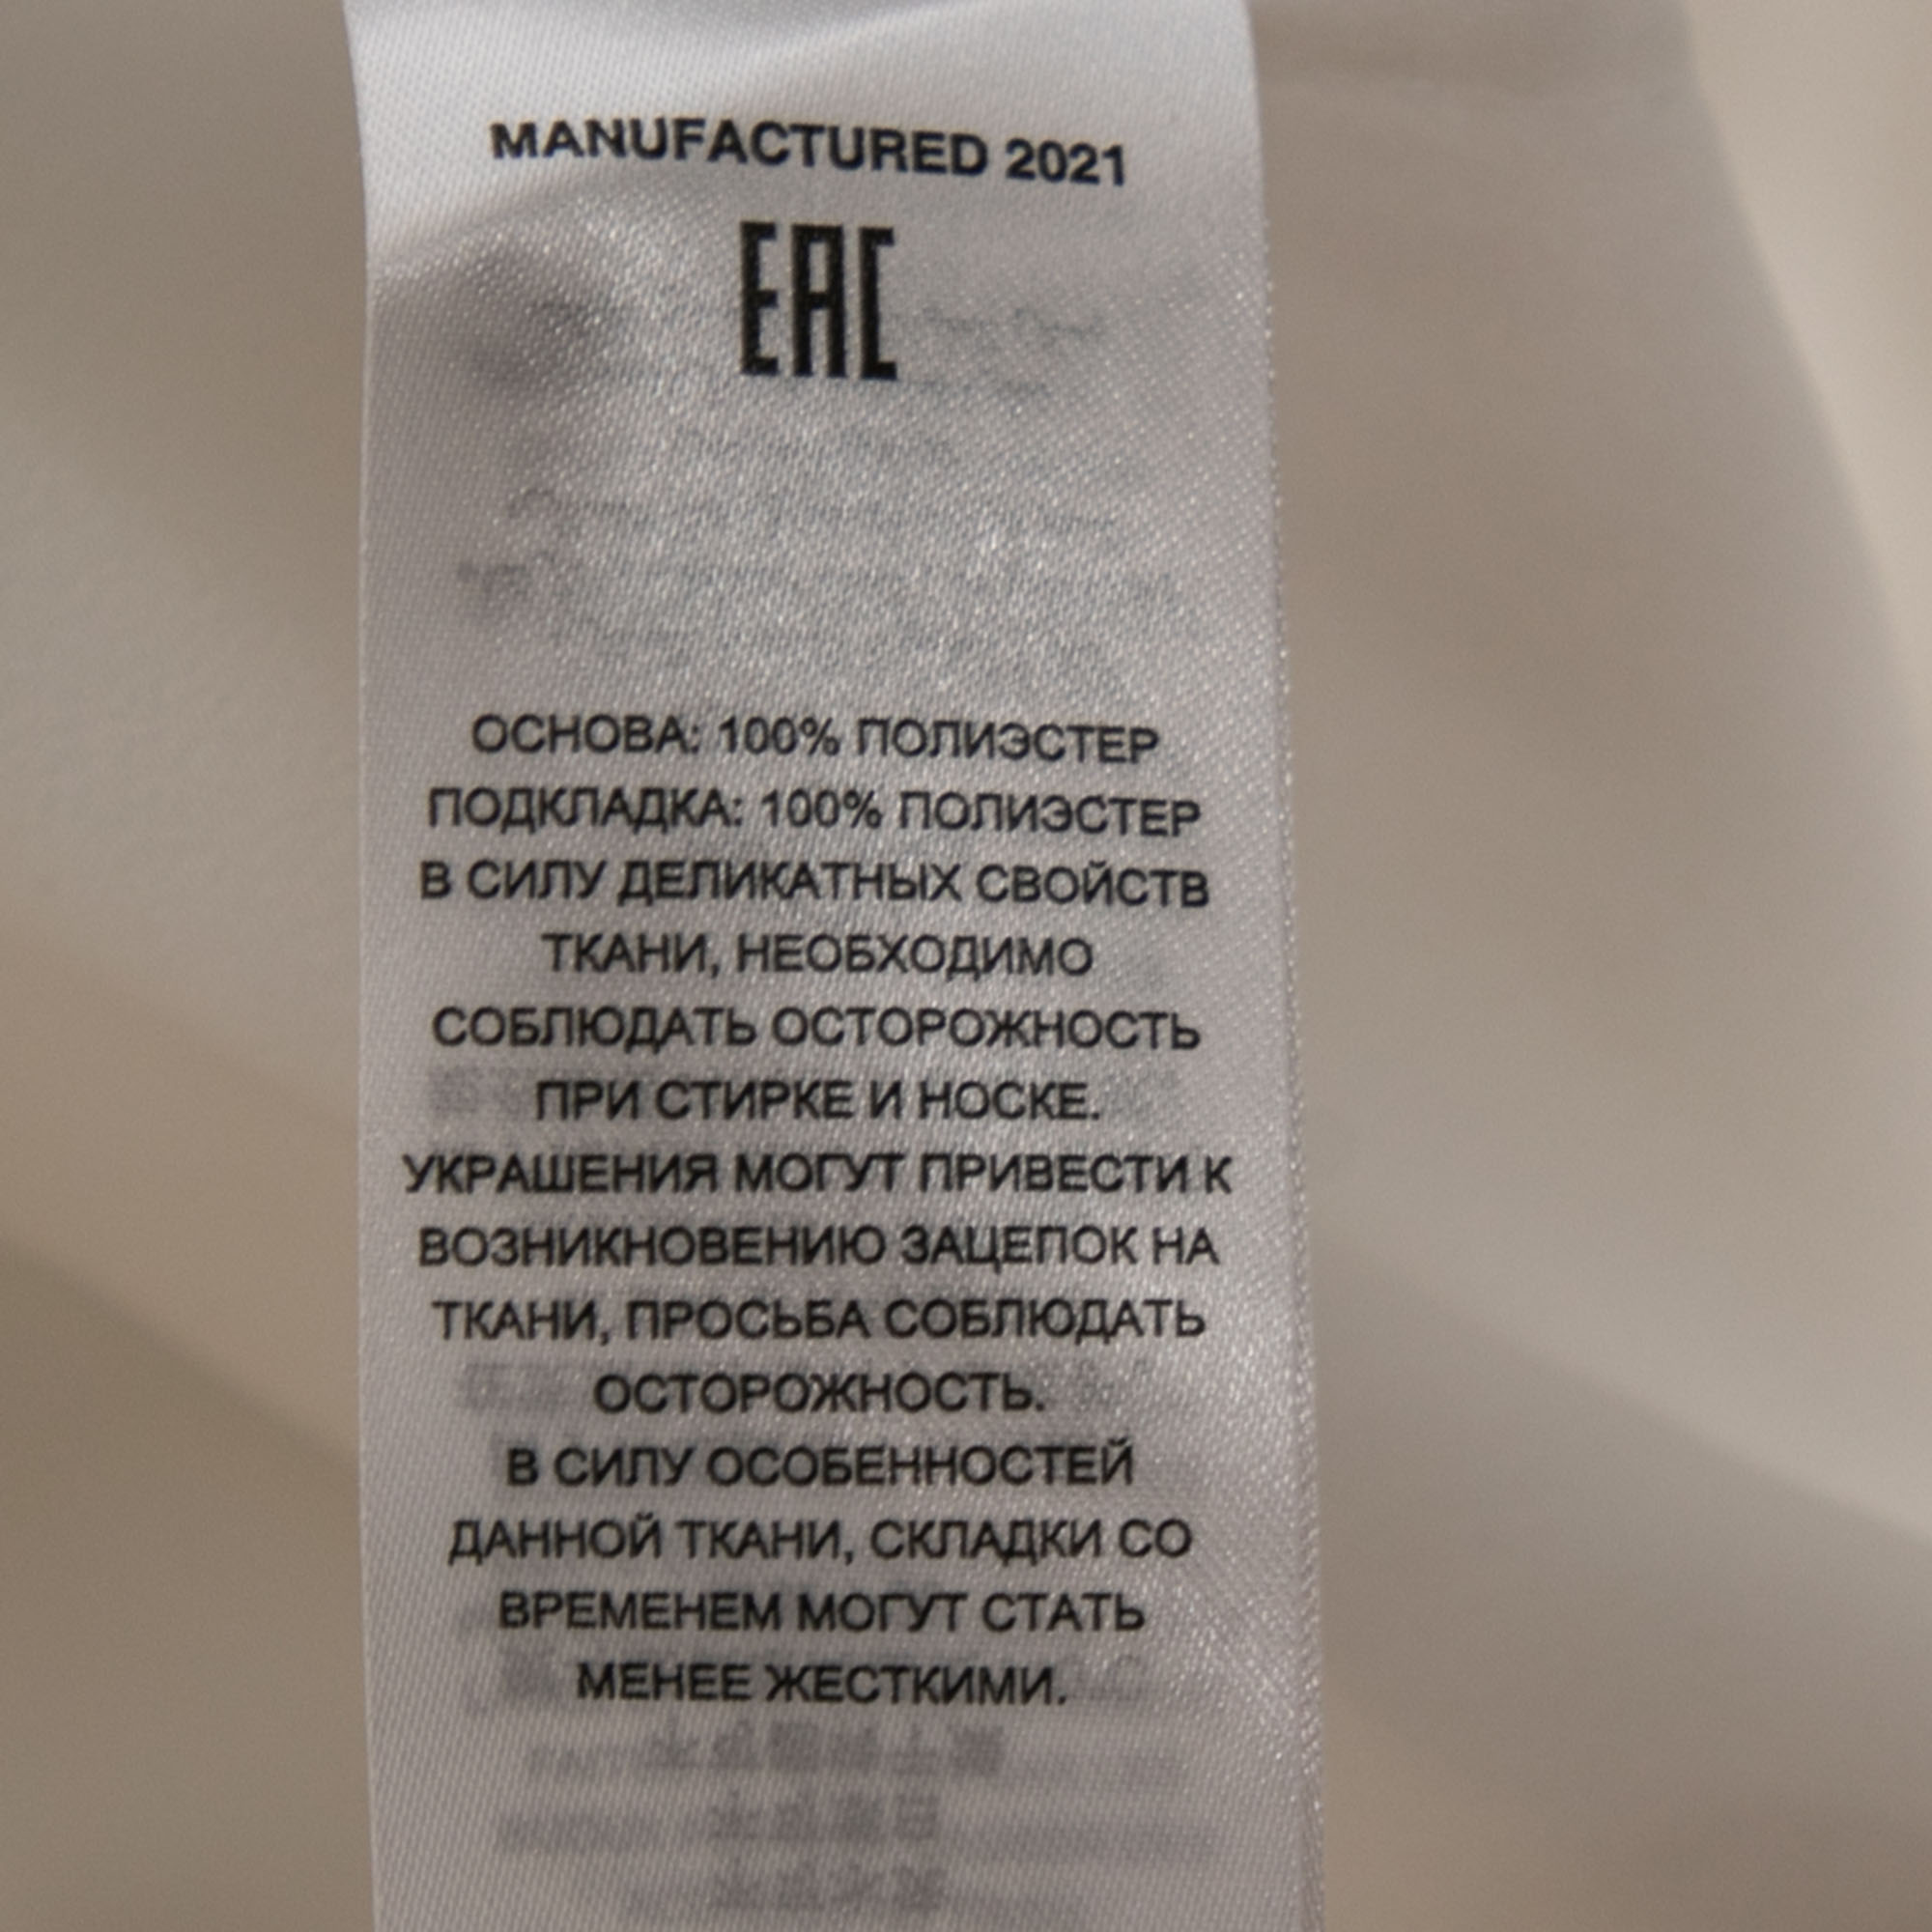 MANUFACTURED 2021
EAC
ОСНОВА: 100% ПОЛИЭСТЕР
ПОДКЛАДКА: 100% ПОЛИЭСТЕР
В СИЛУ ДЕЛИКАТНЫХ СВОЙСТВ
ТКАНИ, НЕОБХОДИМО
СОБЛЮДАТЬ ОСТОРОЖНОСТЬ
ПРИ СТИРКЕ И НОСКЕ.
УКРАШЕНИЯ МОГУТ ПРИВЕСТИ К
ВОЗНИКНОВЕНИЮ ЗАЦЕПОК НА
ТКАНИ, ПРОСЬБА СОБЛЮДАТЬ
ОСТОРОЖНОСТЬ.
В СИЛУ ОСОБЕННОСТЕЙ
ДАННОЙ ТКАНИ, СКЛАДКИ СО
ВРЕМЕНЕМ МОГУТ СТАТЬ
МЕНЕЕ ЖЕСТКИМИ.